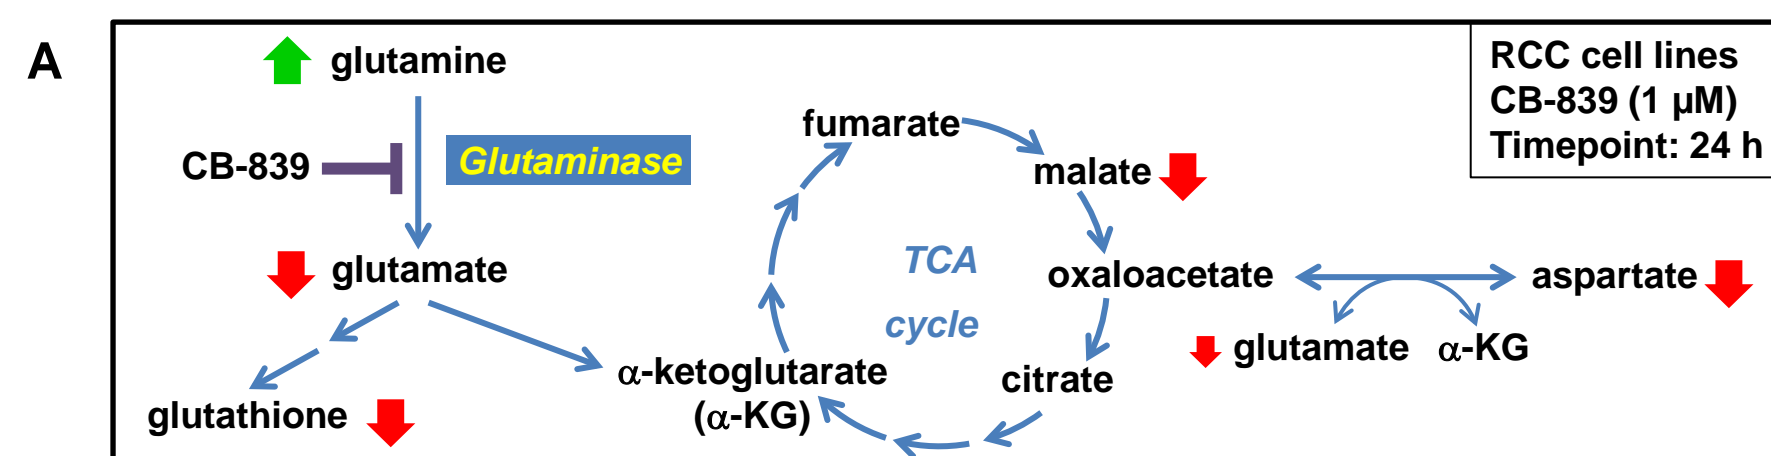 A
glutamine
RCC cell lines
CB-839 (1 µM)
Timepoint: 24 h
fumarate
CB-839
Glutaminase
malate
TCA
cycle
glutamate
oxaloacetate
aspartate
glutamate
α-KG
α-ketoglutarate
(α-KG)
citrate
glutathione